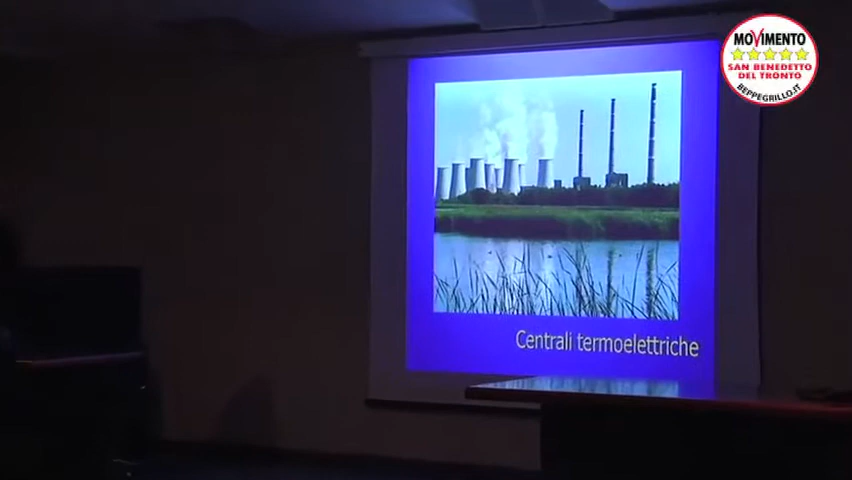 MOVIMENTO
SAN BENEDETTO
DEL TRONTO
BEPPEGRILLO.IT
Centrali termoelettriche